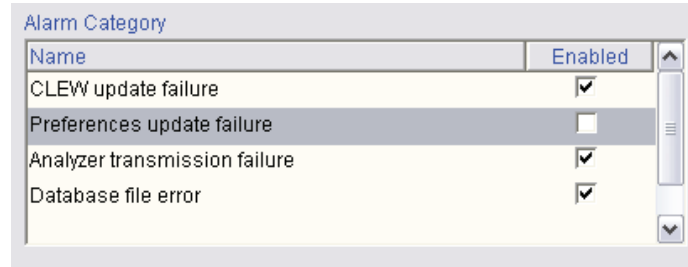 Alarm Category
Name Enabled
CLEW update failure
Preferences update failure
Analyzer transmission failure
Database file error